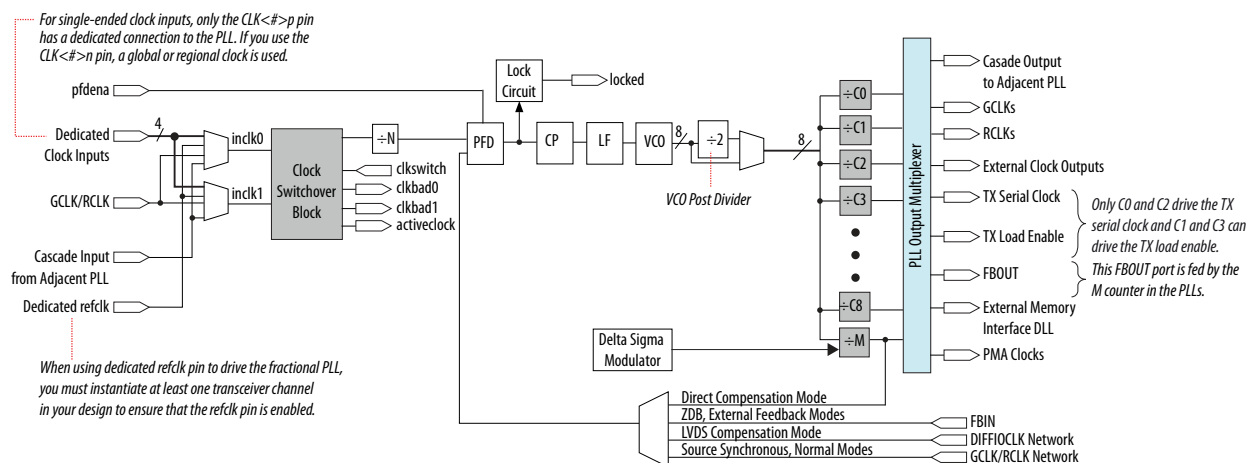 For single-ended clock inputs, only the CLK<#>p pin
has a dedicated connection to the PLL. If you use the
CLK<#>n pin, a global or regional clock is used.
pfdena
Dedicated
Clock Inputs
4
GCLK/RCLK
Cascade Input
from Adjacent PLL
Dedicated refclk
inclk0
inclk1
Clock
Switchover
Block
÷N
clkswitch
clkbad0
clkbad1
activeclock
When using dedicated refclk pin to drive the fractional PLL,
you must instantiate at least one transceiver channel
in your design to ensure that the refclk pin is enabled.
Lock
Circuit
locked
PFD
CP
LF
VCO
8
÷2
VCO Post Divider
8
÷C0
÷C1
÷C2
÷C3
÷C8
÷M
Delta Sigma
Modulator
PLL Output Multiplexer
Casade Output
to Adjacent PLL
GCLKs
RCLKs
External Clock Outputs
TX Serial Clock
TX Load Enable
FBOUT
External Memory
Interface DLL
PMA Clocks
Only C0 and C2 drive the TX
serial clock and C1 and C3 can
drive the TX load enable.
This FBOUT port is fed by the
M counter in the PLLs.
Direct Compensation Mode
ZDB, External Feedback Modes
LVDS Compensation Mode
Source Synchronous, Normal Modes
FBIN
DIFFIOCLK Network
GCLK/RCLK Network